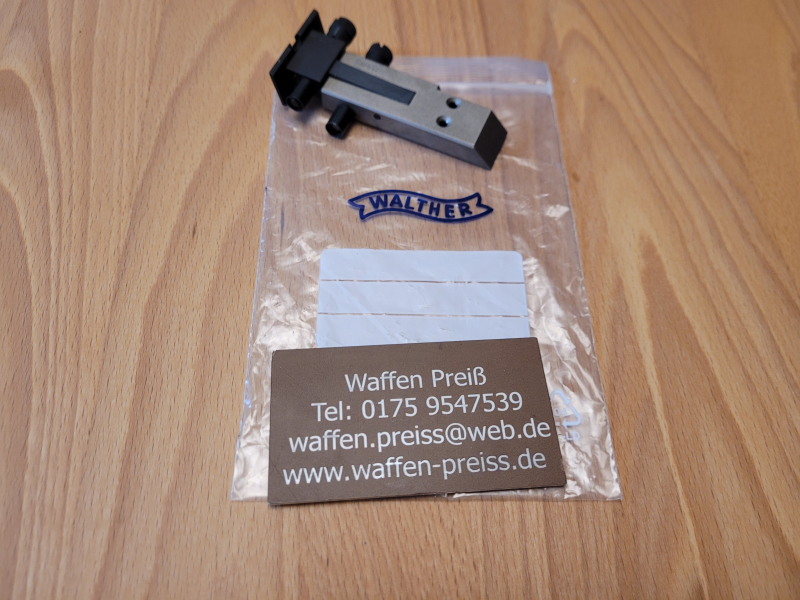 WALTHER
Waffen Preiß
Tel: 0175 9547539
waffen.preiss@web.de
www.waffen-preiss.de